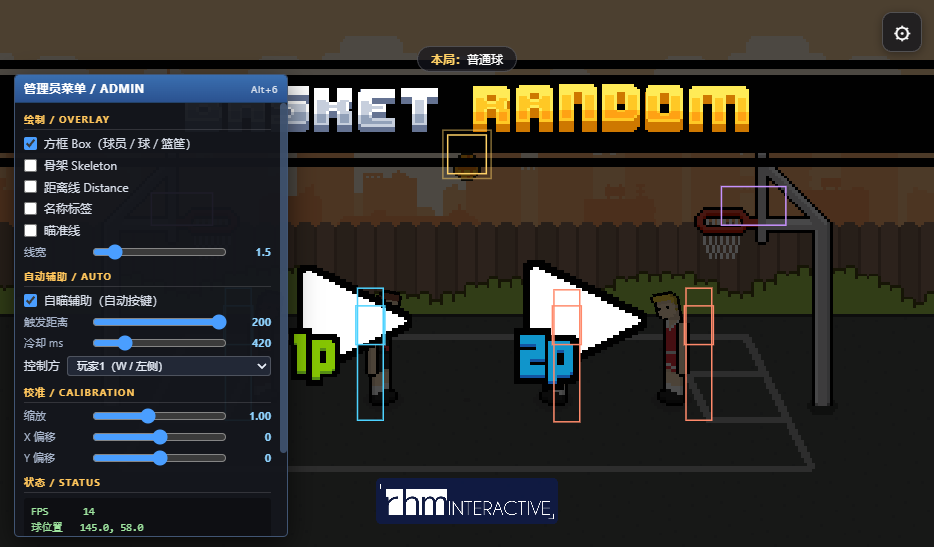 本局：普通球
管理员菜单 / ADMIN
Alt+6
BASKET RANDOM
绘制 / OVERLAY
方框 Box（球员 / 球 / 篮筐）
骨架 Skeleton
距离线 Distance
名称标签
瞄准线
线宽 1.5
自动辅助 / AUTO
自瞄辅助（自动按键）
触发距离 200
冷却 ms 420
控制方 玩家1（W / 左侧）
1p
2p
校准 / CALIBRATION
缩放 1.00
X 偏移 0
Y 偏移 0
状态 / STATUS
FPS 14
球位置 145.0, 58.0
rhm INTERACTIVE